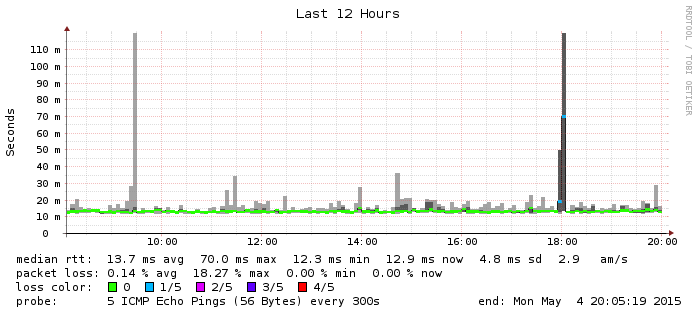 Last 12 Hours
RRDTOOL / TOBI OETIKER
Seconds
110 m
100 m
90 m
80 m
70 m
60 m
50 m
40 m
30 m
20 m
10 m
0
10:00 12:00 14:00 16:00 18:00 20:00
median rtt: 13.7 ms avg 70.0 ms max 12.3 ms min 12.9 ms now 4.8 ms sd 2.9 am/s
packet loss: 0.14 % avg 18.27 % max 0.00 % min 0.00 % now
loss color: 0 1/5 2/5 3/5 4/5
probe: 5 ICMP Echo Pings (56 Bytes) every 300s end: Mon May 4 20:05:19 2015